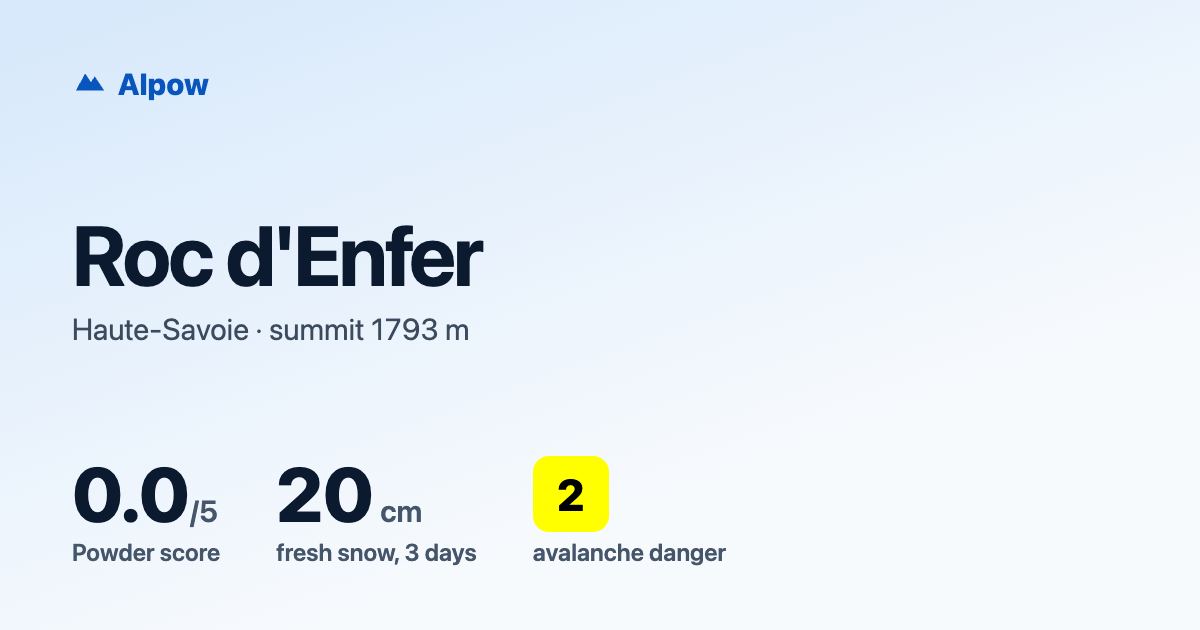 Alpow
Roc d'Enfer
Haute-Savoie · summit 1793 m
0.0/5
Powder score
20 cm
fresh snow, 3 days
2
avalanche danger